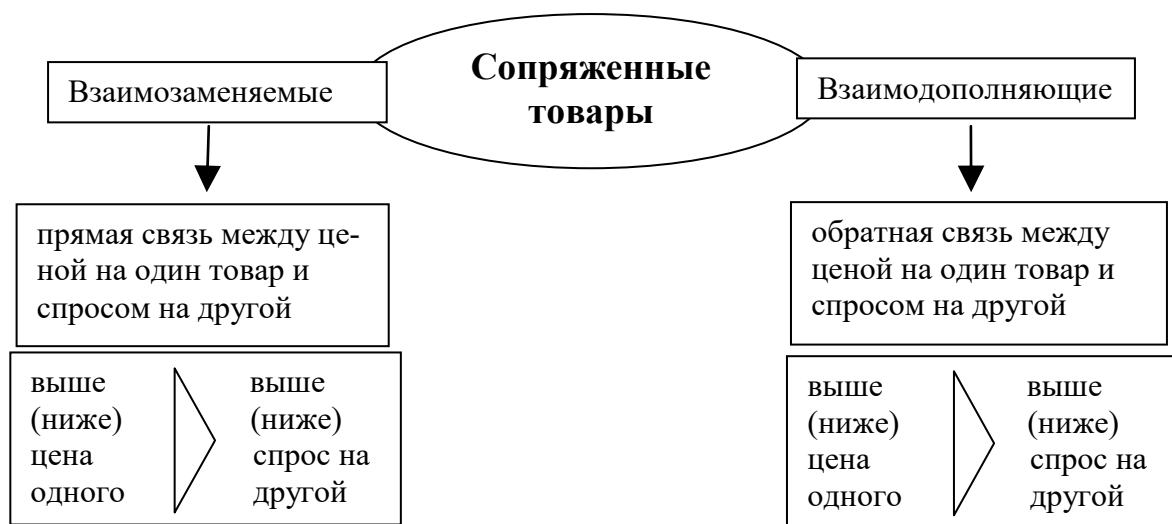 Сопряженные
товары
Взаимозаменяемые
Взаимодополняющие
прямая связь между це-
ной на один товар и
спросом на другой
обратная связь между
ценой на один товар и
спросом на другой
выше
(ниже)
цена
одного
выше
(ниже)
спрос на
другой
выше
(ниже)
цена
одного
выше
(ниже)
спрос на
другой